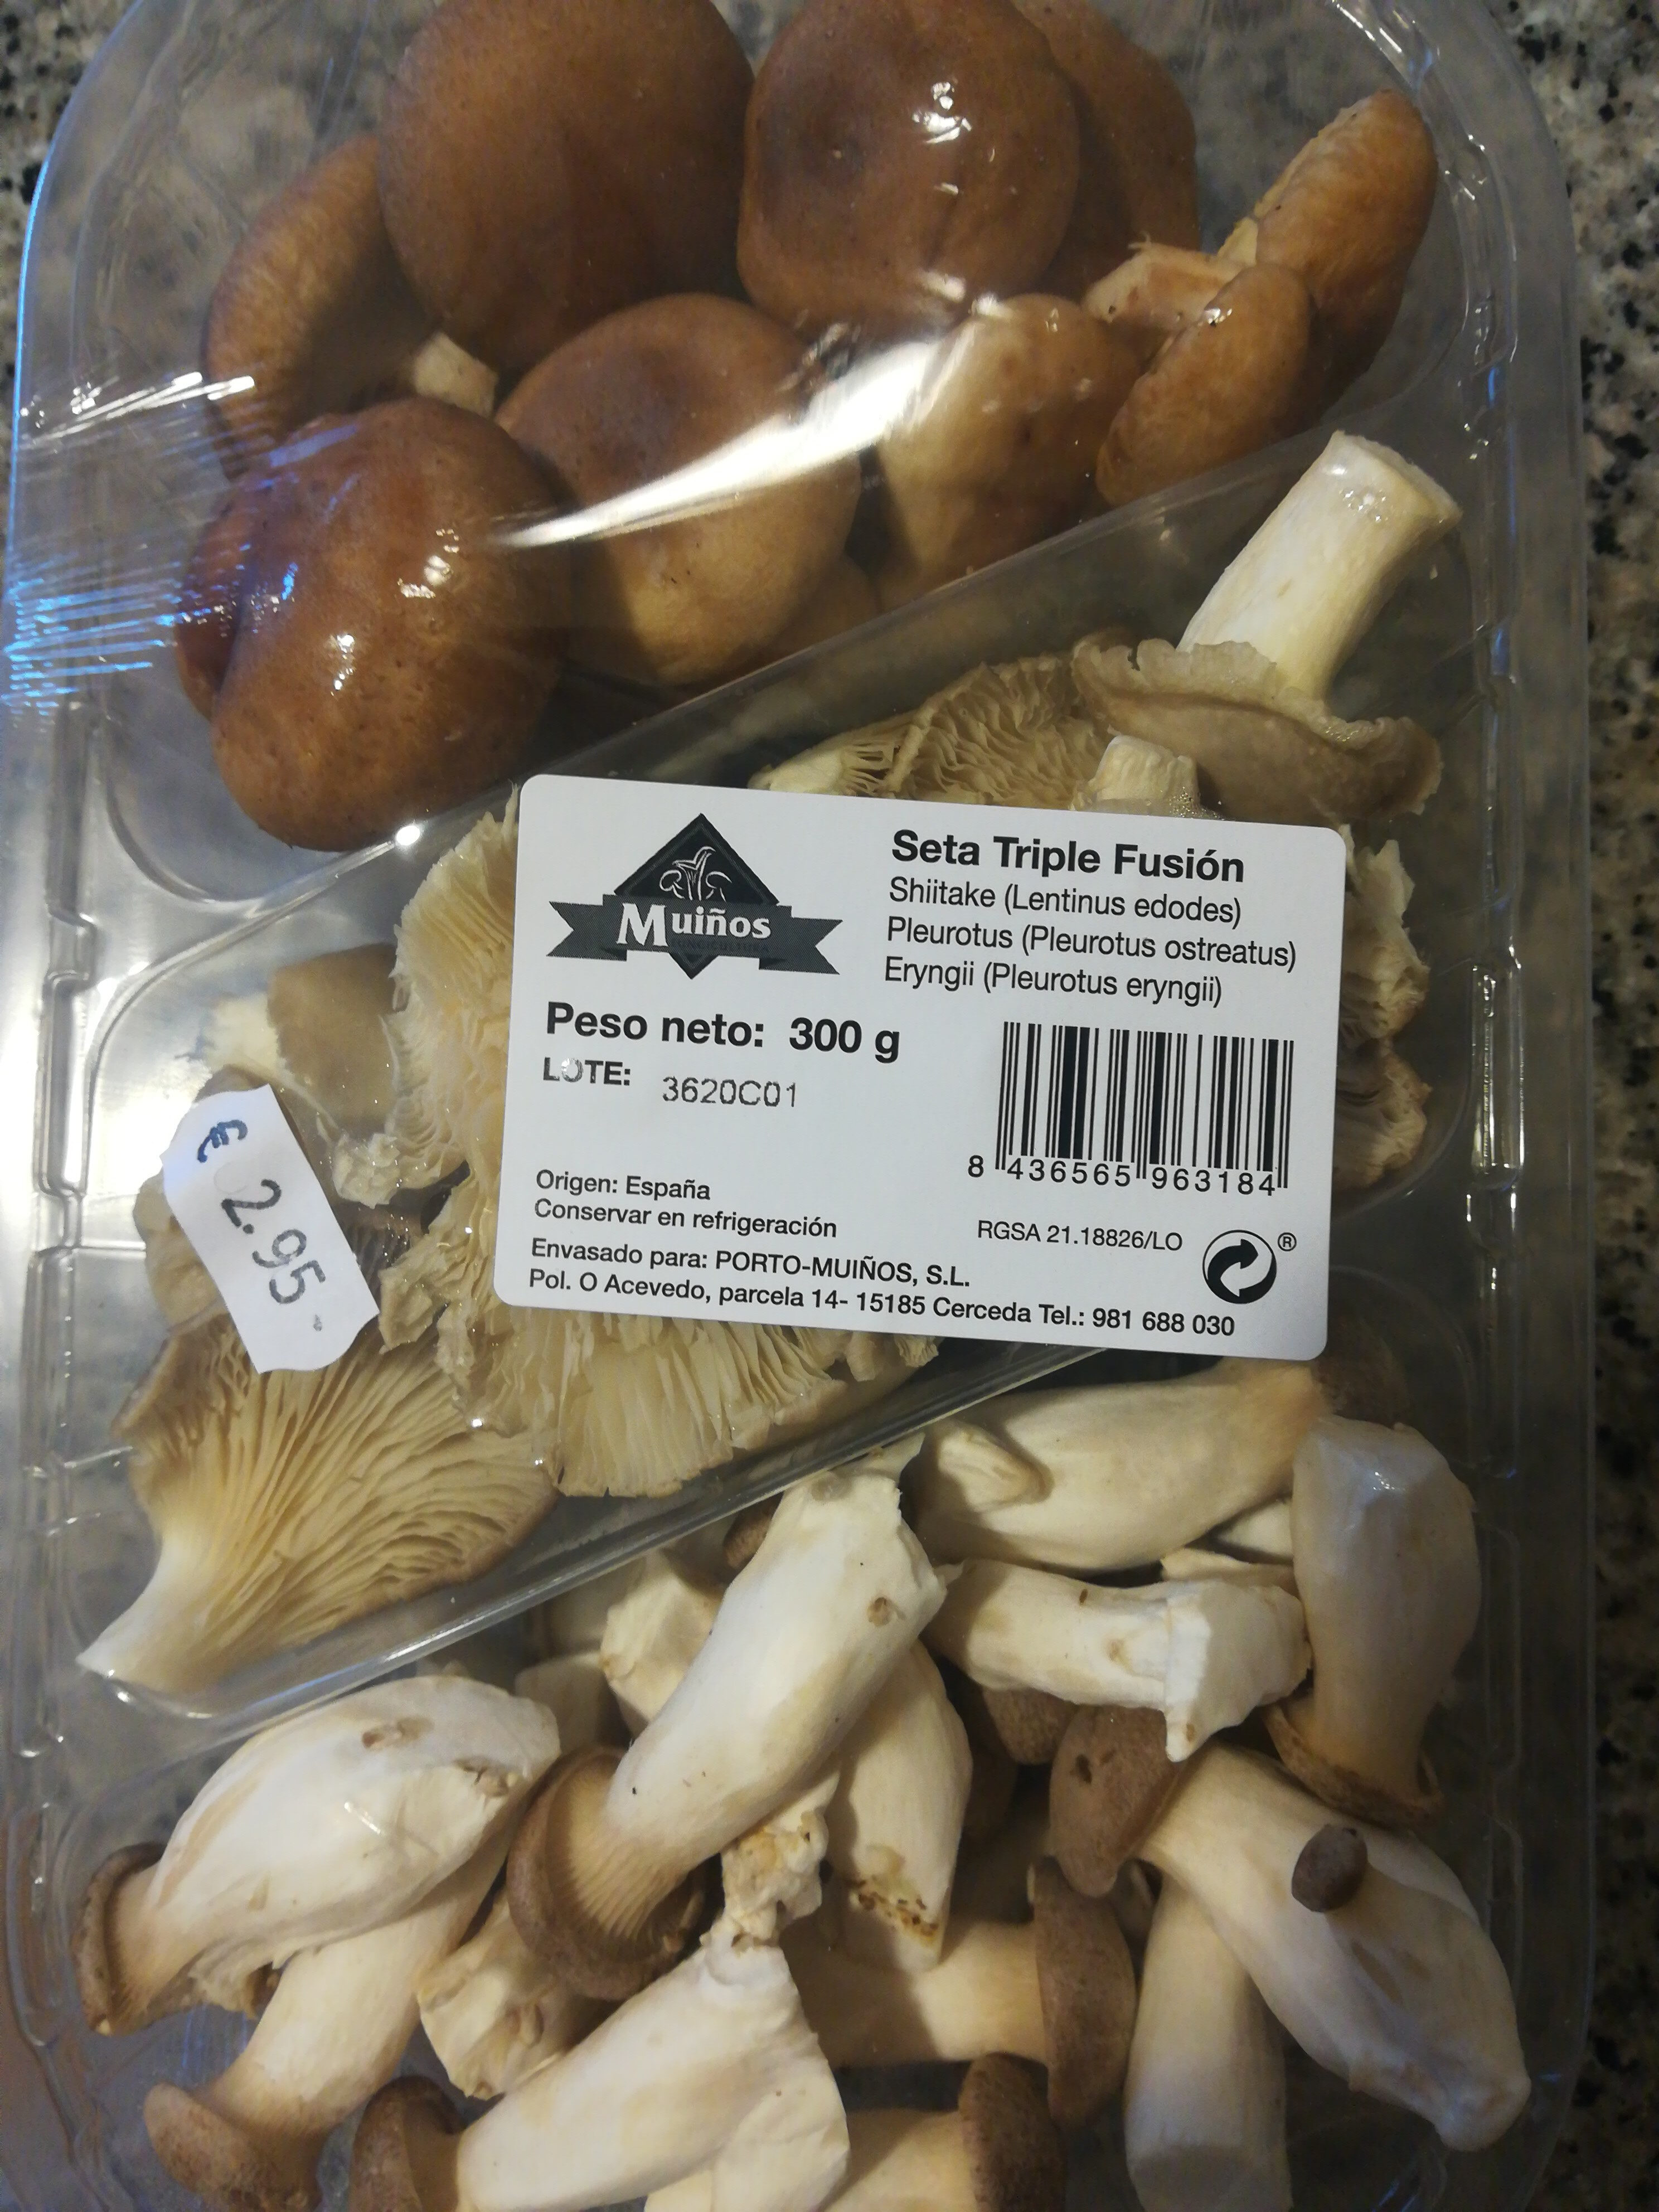 Muiños
FUNGICULTURA
Seta Triple Fusión
Shiitake (Lentinus edodes)
Pleurotus (Pleurotus ostreatus)
Eryngii (Pleurotus eryngii)
Peso neto: 300 g
LOTE: 3620C01
8 436565 963184
Origen: España
Conservar en refrigeración
RGSA 21.18826/LO ®
Envasado para: PORTO-MUIÑOS, S.L.
Pol. O Acevedo, parcela 14- 15185 Cerceda Tel.: 981 688 030
€ 2.95